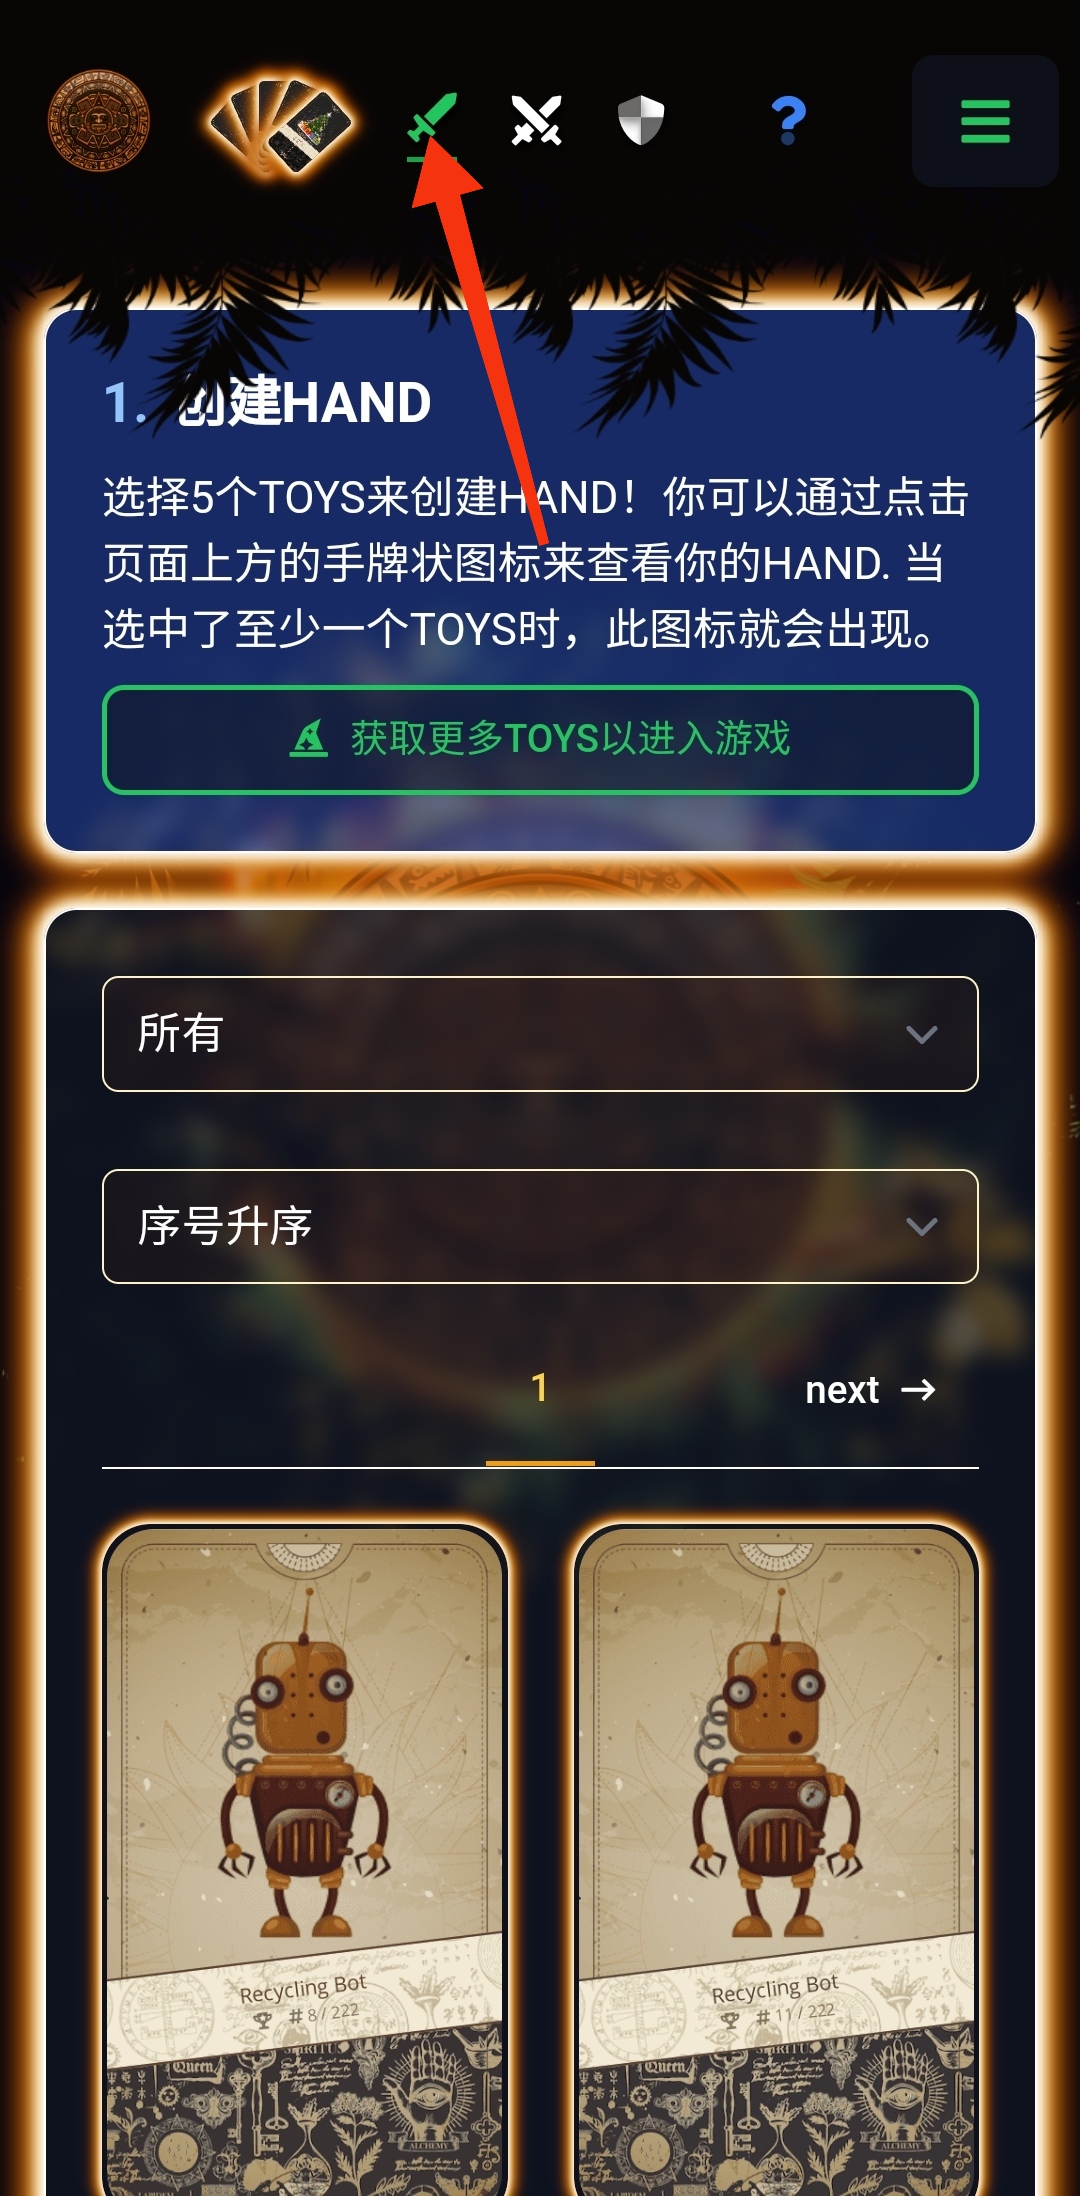 1. 创建HAND
选择5个TOYS来创建HAND！你可以通过点击
页面上方的手牌状图标来查看你的HAND. 当
选中了至少一个TOYS时，此图标就会出现。
获取更多TOYS以进入游戏
所有
序号升序
1 next →
Recycling Bot
# 8 / 222
Queen
ALCHEMY
Recycling Bot
# 11 / 222
Queen
ALCHEMY